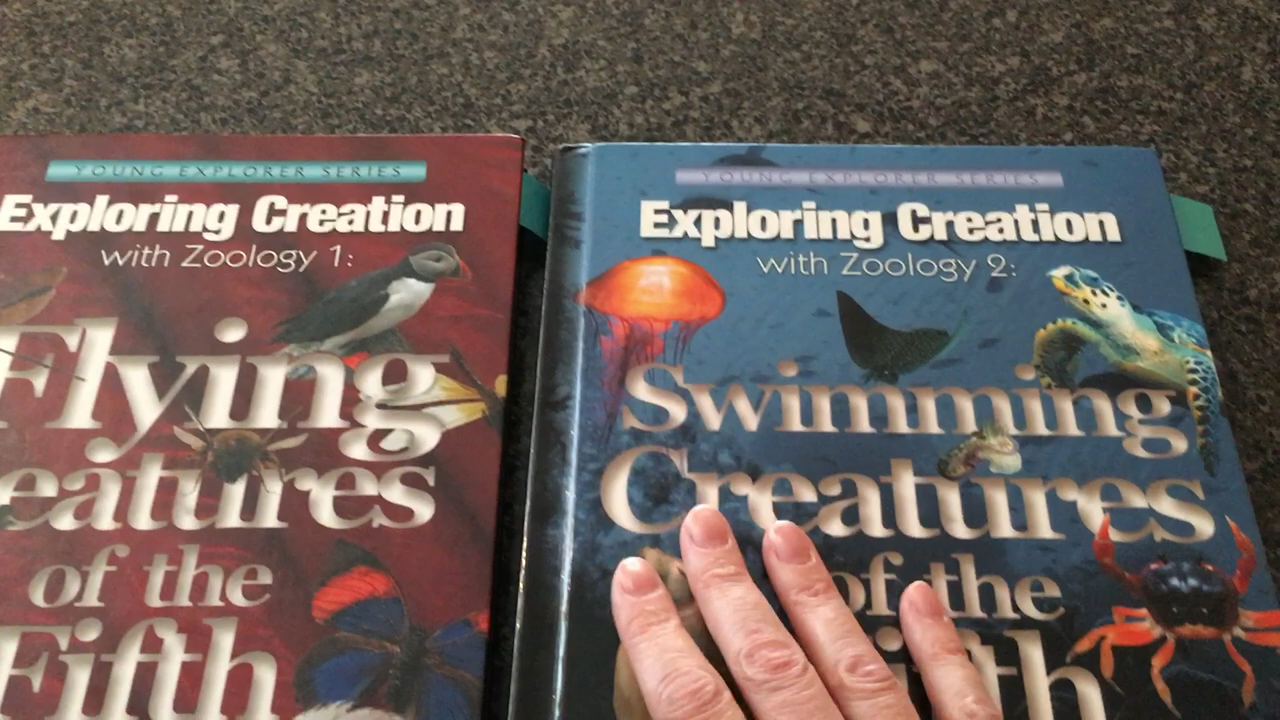 YOUNG EXPLORER SERIES
Exploring Creation
with Zoology 1:
Flying
eatures
of the
Fifth
YOUNG EXPLORER SERIES
Exploring Creation
with Zoology 2:
Swimming
Creatures
of the
ifth